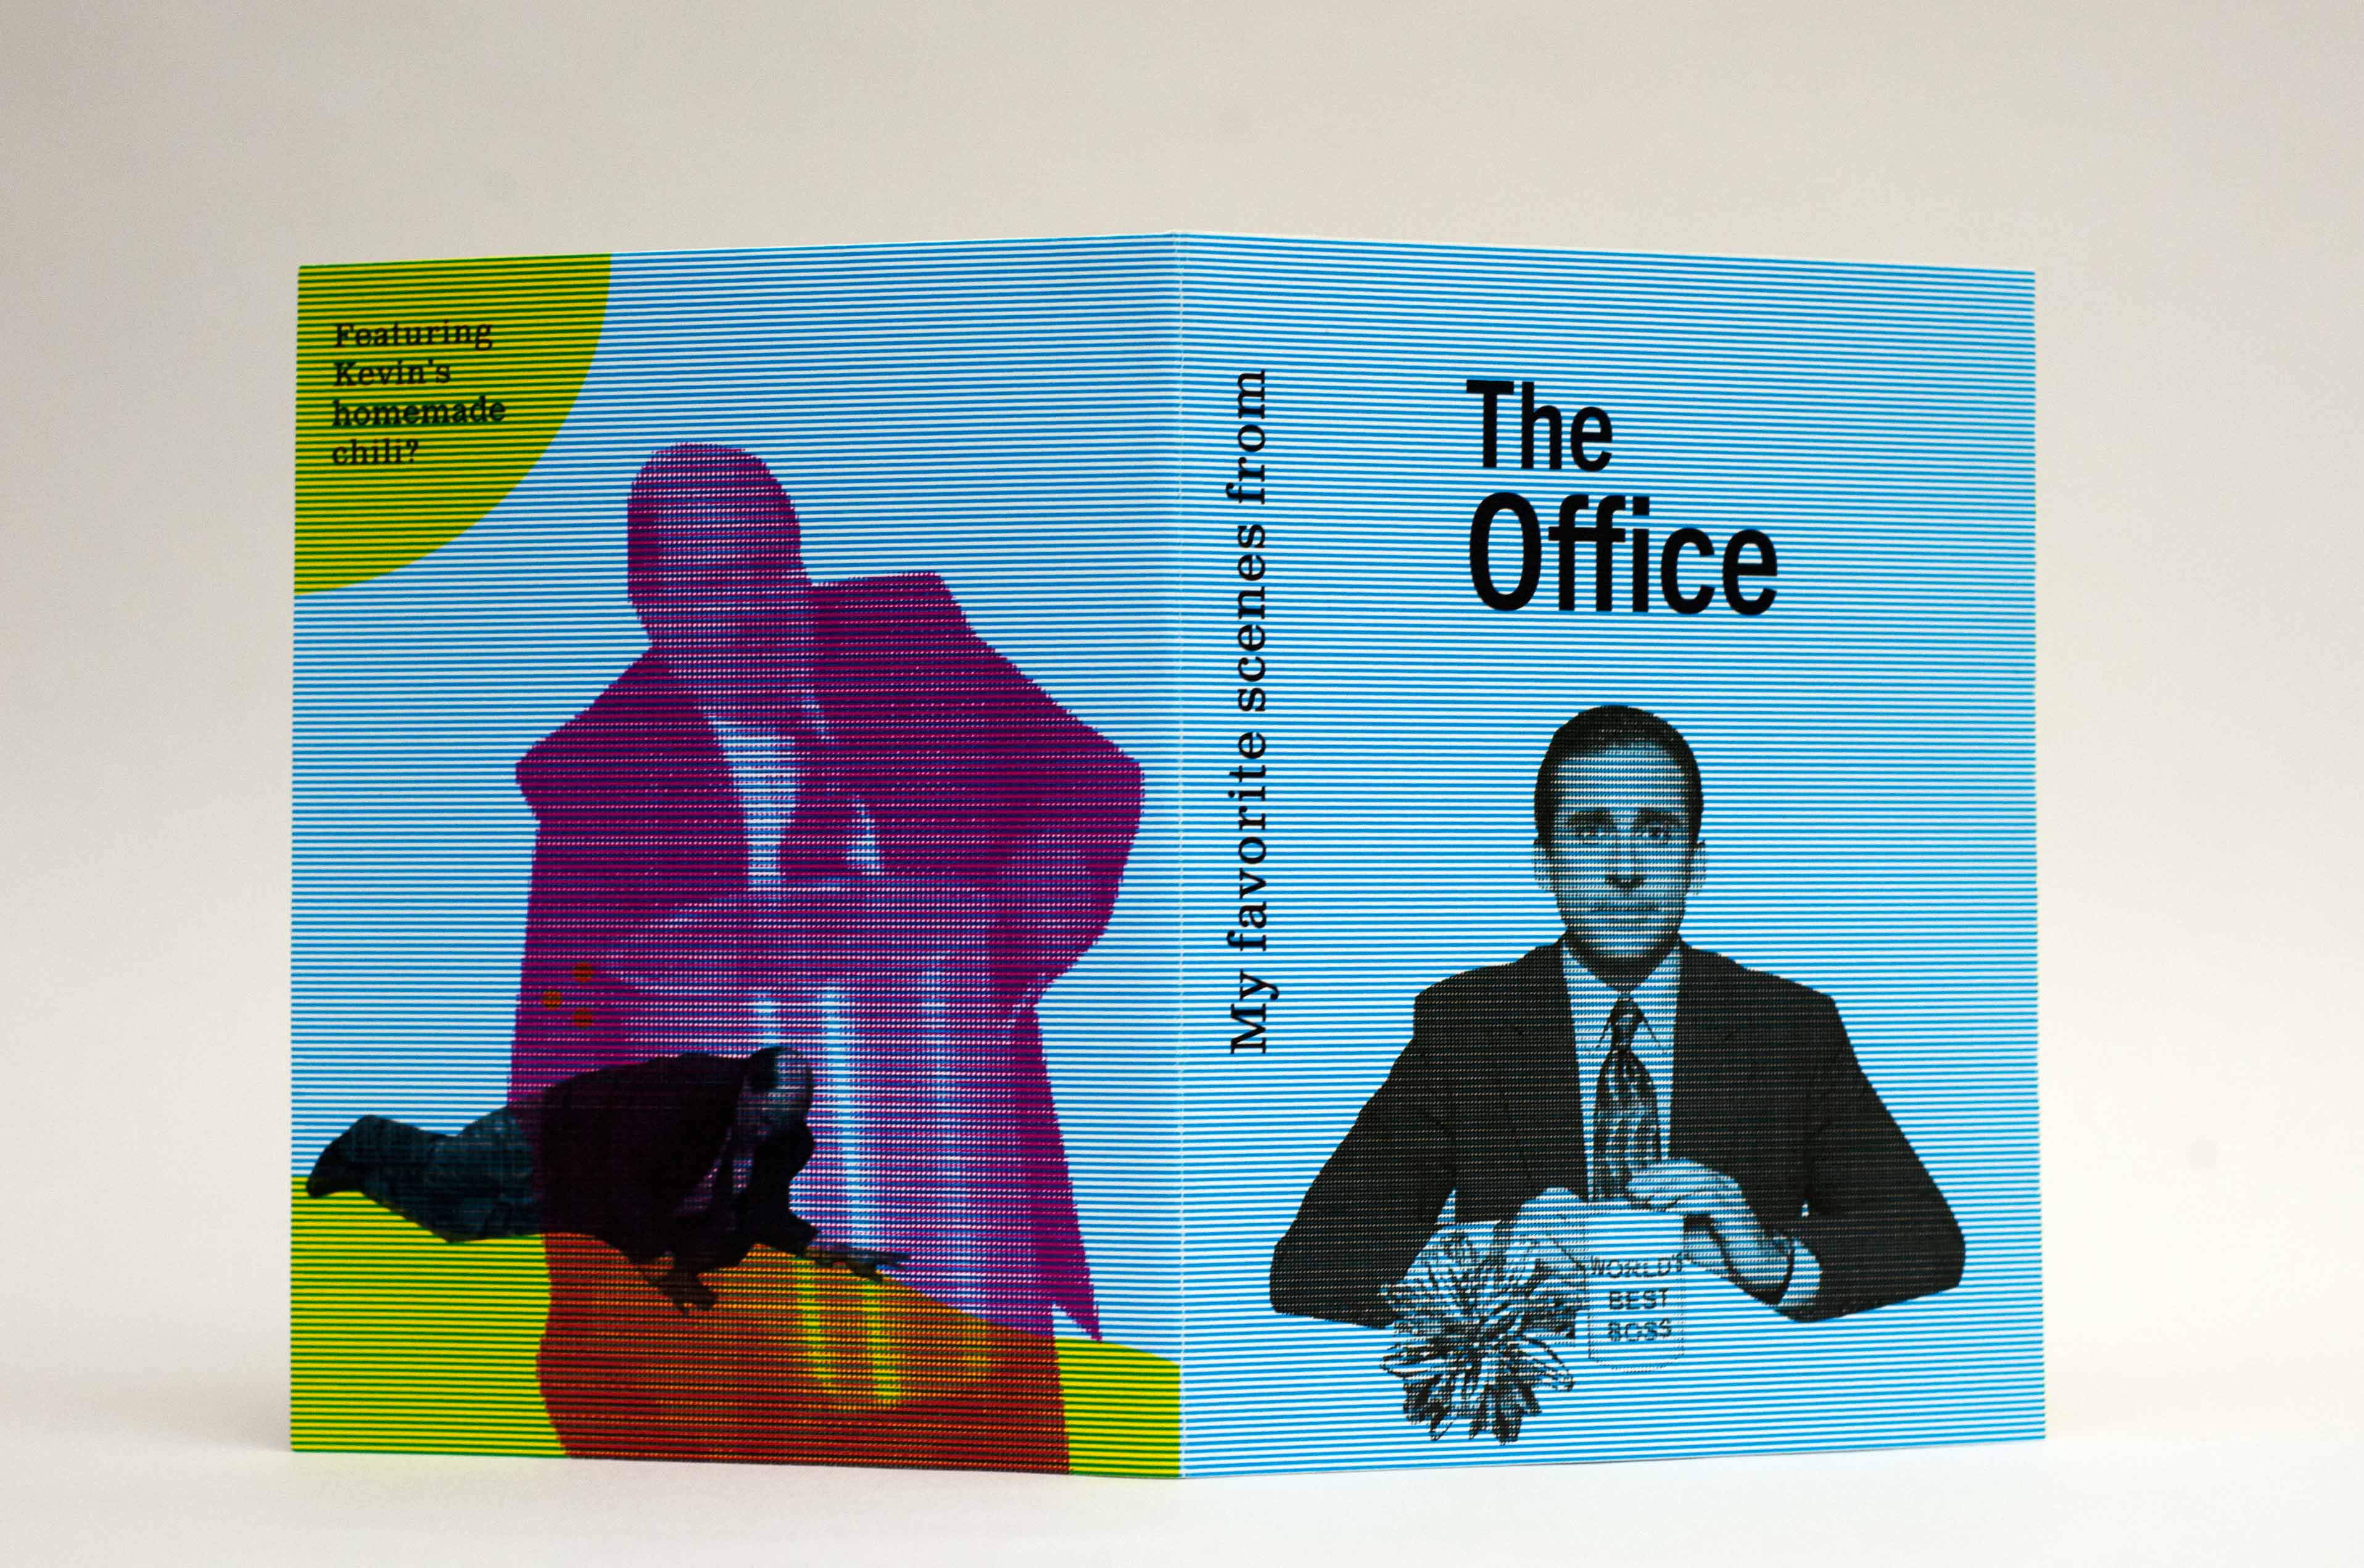 Featuring
Kevin's
homemade
chili?
My favorite scenes from
The
Office
WORLD'S
BEST
BOSS